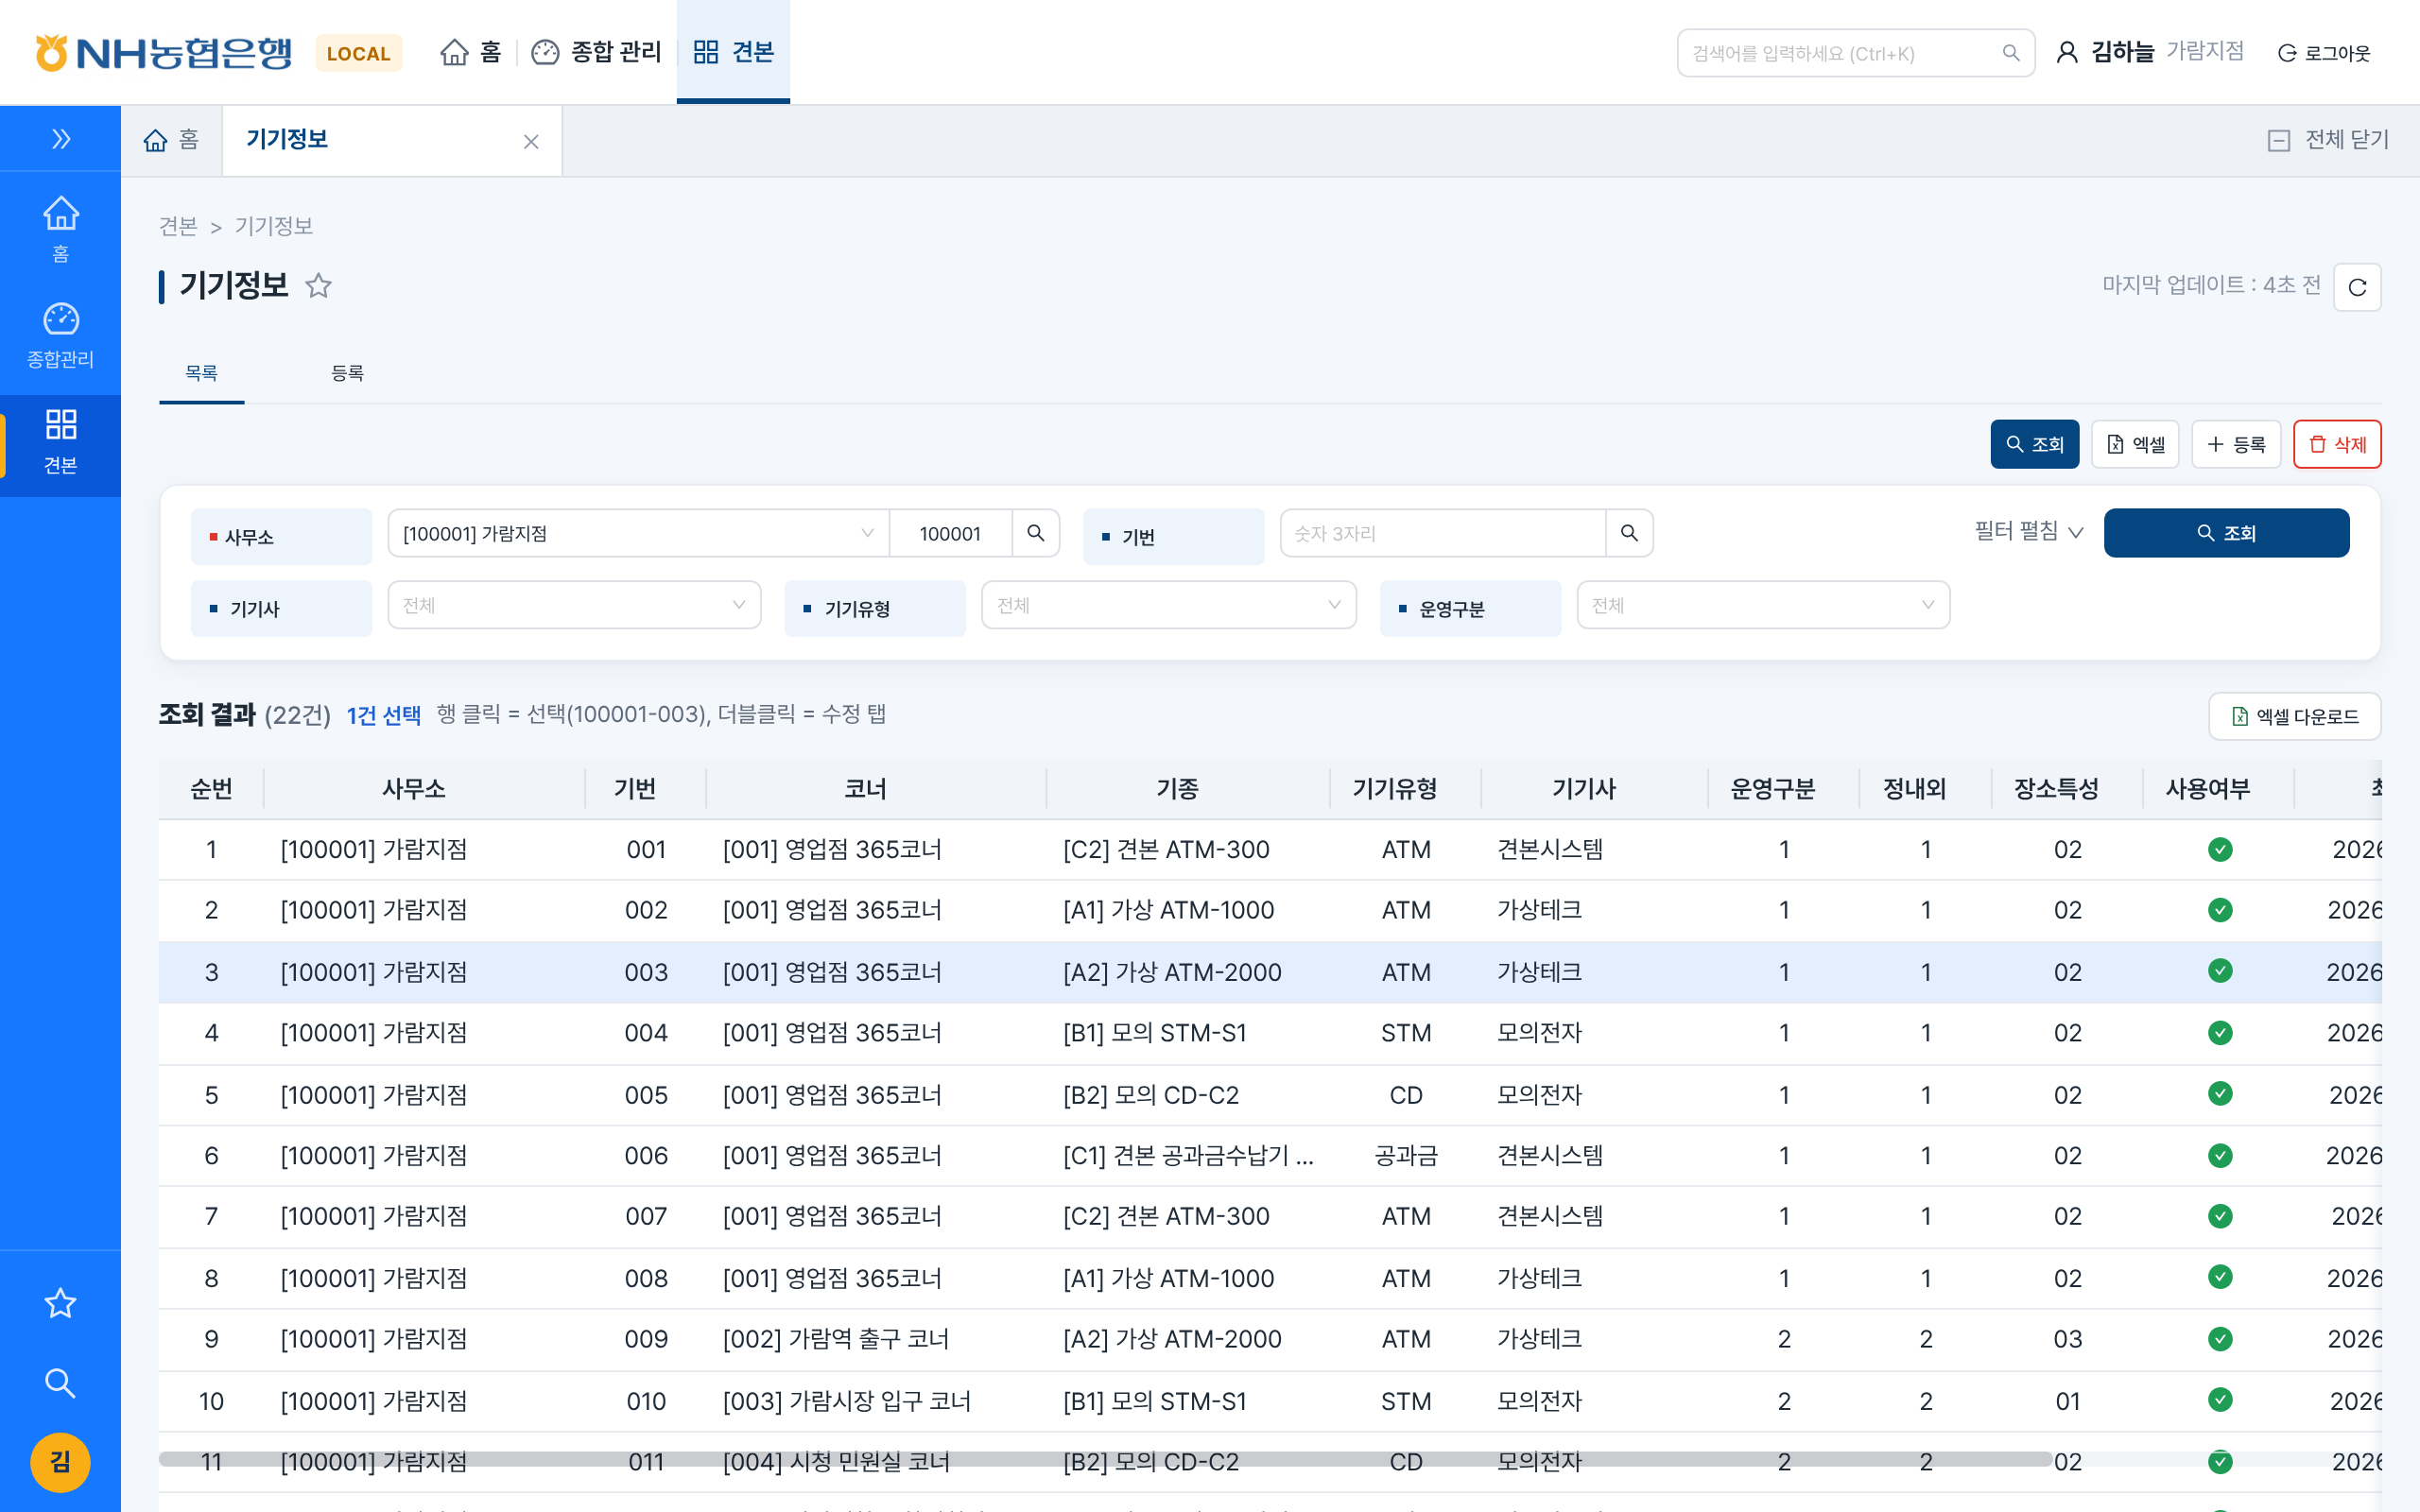 NH농협은행 LOCAL 홈 종합 관리 견본 검색어를 입력하세요 (Ctrl+K) 김하늘 가람지점 로그아웃
홈 기기정보 전체 닫기
홈
종합관리
견본
견본 > 기기정보
기기정보 마지막 업데이트 : 4초 전
목록 등록
조회 엑셀 등록 삭제
사무소 [100001] 가람지점 100001 기번 숫자 3자리 필터 펼침 조회
기기사 전체 기기유형 전체 운영구분 전체
조회 결과 (22건) 1건 선택 행 클릭 = 선택(100001-003), 더블클릭 = 수정 탭 엑셀 다운로드
순번 사무소 기번 코너 기종 기기유형 기기사 운영구분 정내외 장소특성 사용여부
1 [100001] 가람지점 001 [001] 영업점 365코너 [C2] 견본 ATM-300 ATM 견본시스템 1 1 02 2026
2 [100001] 가람지점 002 [001] 영업점 365코너 [A1] 가상 ATM-1000 ATM 가상테크 1 1 02 2026
3 [100001] 가람지점 003 [001] 영업점 365코너 [A2] 가상 ATM-2000 ATM 가상테크 1 1 02 2026
4 [100001] 가람지점 004 [001] 영업점 365코너 [B1] 모의 STM-S1 STM 모의전자 1 1 02 2026
5 [100001] 가람지점 005 [001] 영업점 365코너 [B2] 모의 CD-C2 CD 모의전자 1 1 02 2026
6 [100001] 가람지점 006 [001] 영업점 365코너 [C1] 견본 공과금수납기 ... 공과금 견본시스템 1 1 02 2026
7 [100001] 가람지점 007 [001] 영업점 365코너 [C2] 견본 ATM-300 ATM 견본시스템 1 1 02 2026
8 [100001] 가람지점 008 [001] 영업점 365코너 [A1] 가상 ATM-1000 ATM 가상테크 1 1 02 2026
9 [100001] 가람지점 009 [002] 가람역 출구 코너 [A2] 가상 ATM-2000 ATM 가상테크 2 2 03 2026
10 [100001] 가람지점 010 [003] 가람시장 입구 코너 [B1] 모의 STM-S1 STM 모의전자 2 2 01 2026
11 [100001] 가람지점 011 [004] 시청 민원실 코너 [B2] 모의 CD-C2 CD 모의전자 2 2 02 2026
김